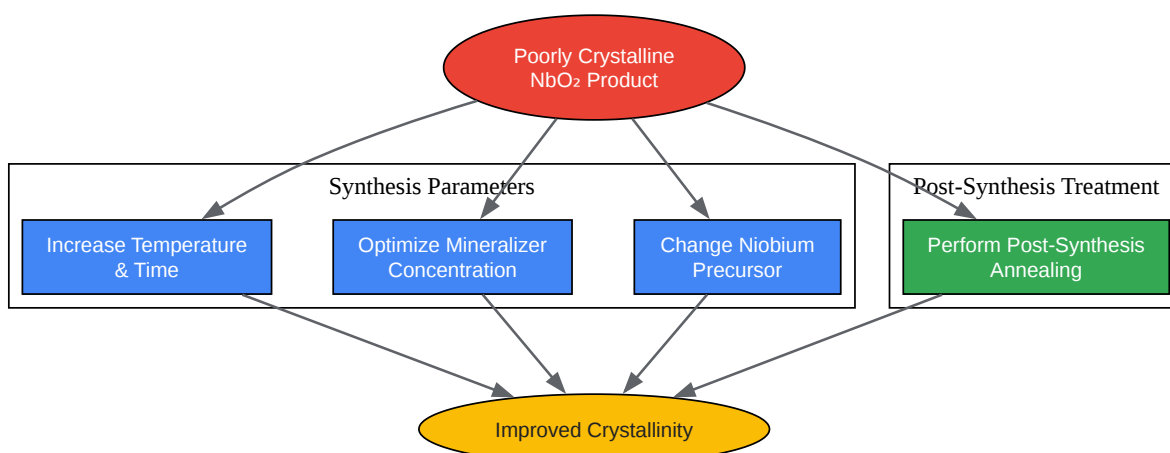 Poorly Crystalline
NbO₂ Product
Synthesis Parameters
Post-Synthesis Treatment
Increase Temperature
& Time
Optimize Mineralizer
Concentration
Change Niobium
Precursor
Perform Post-Synthesis
Annealing
Improved Crystallinity